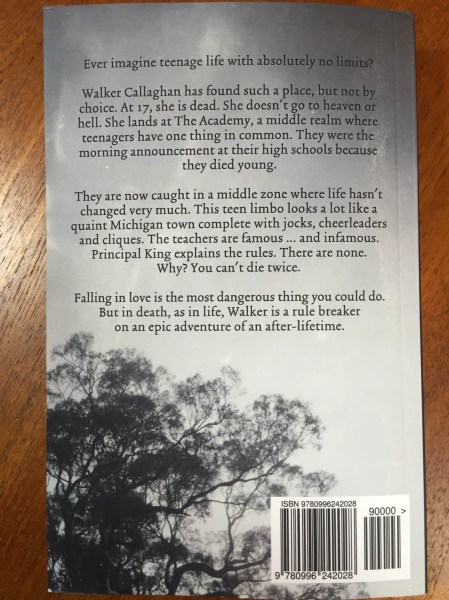 Ever imagine teenage life with absolutely no limits?
Walker Callaghan has found such a place, but not by
choice. At 17, she is dead. She doesn't go to heaven or
hell. She lands at The Academy, a middle realm where
teenagers have one thing in common. They were the
morning announcement at their high schools because
they died young.
They are now caught in a middle zone where life hasn't
changed very much. This teen limbo looks a lot like a
quaint Michigan town complete with jocks, cheerleaders
and cliques. The teachers are famous ... and infamous.
Principal King explains the rules. There are none.
Why? You can't die twice.
Falling in love is the most dangerous thing you could do.
But in death, as in life, Walker is a rule breaker
on an epic adventure of an after-lifetime.
ISBN 9780996242028
90000 >
9 780996 242028